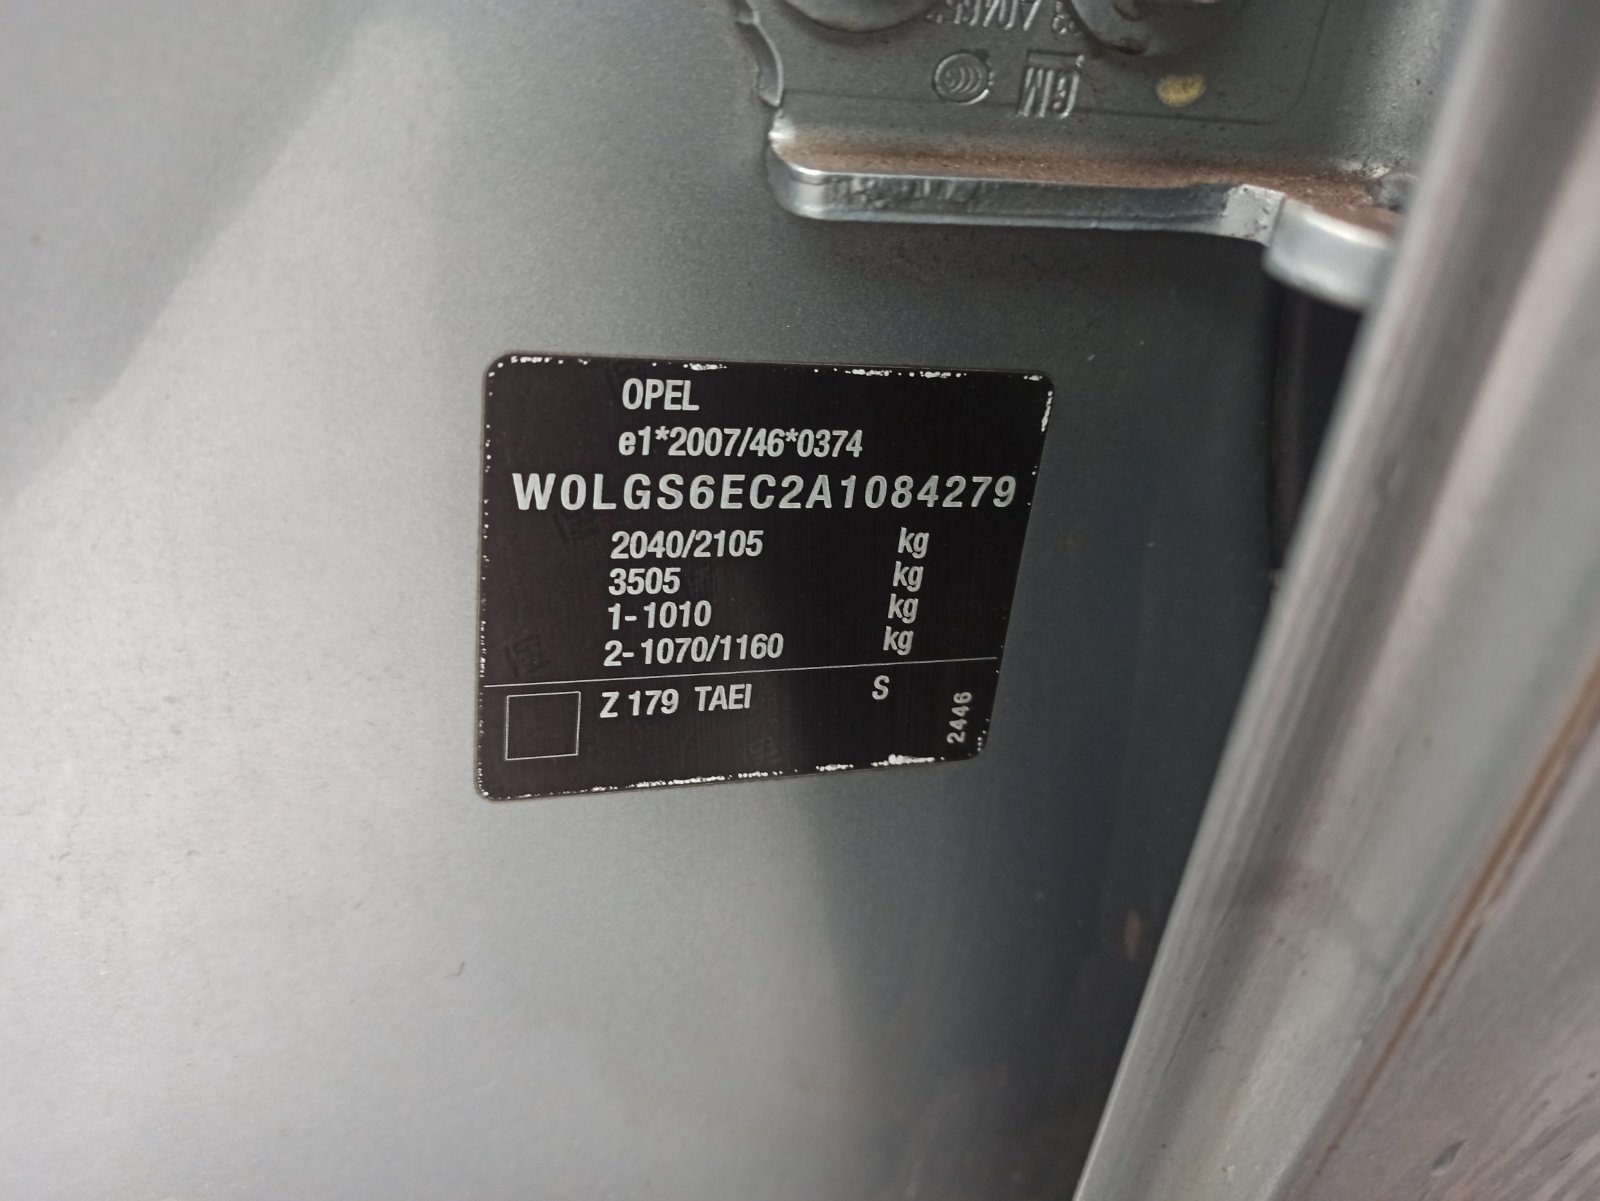 GM
OPEL
e1*2007/46*0374
W0LGS6EC2A1084279
2040/2105 kg
3505 kg
1-1010 kg
2-1070/1160 kg
Z 179 TAEI S
2446